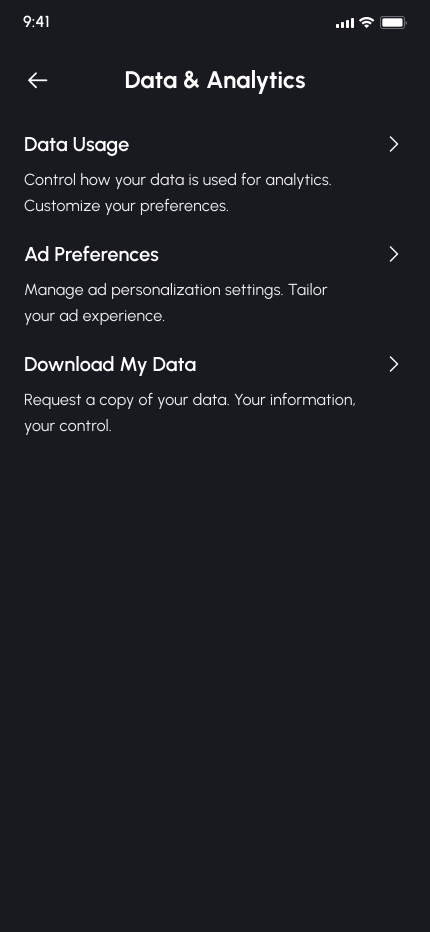 9:41
Data & Analytics
Data Usage
Control how your data is used for analytics.
Customize your preferences.
Ad Preferences
Manage ad personalization settings. Tailor
your ad experience.
Download My Data
Request a copy of your data. Your information,
your control.